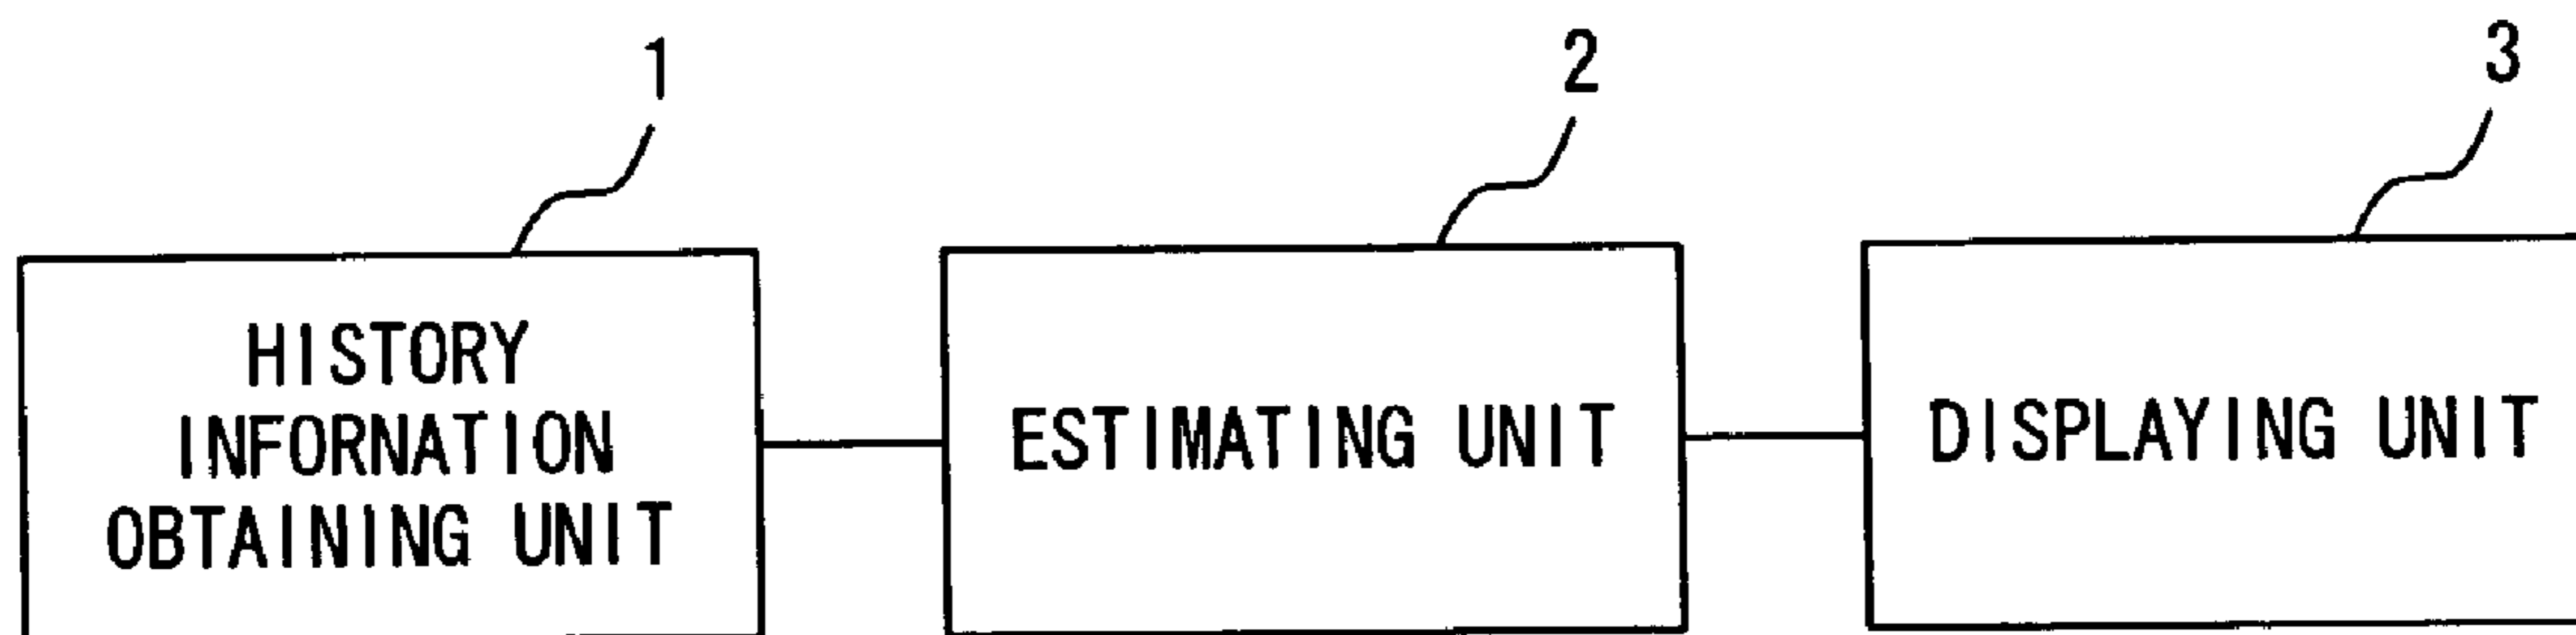 1
2
3
HISTORY
INFORNATION
OBTAINING UNIT
ESTIMATING UNIT
DISPLAYING UNIT